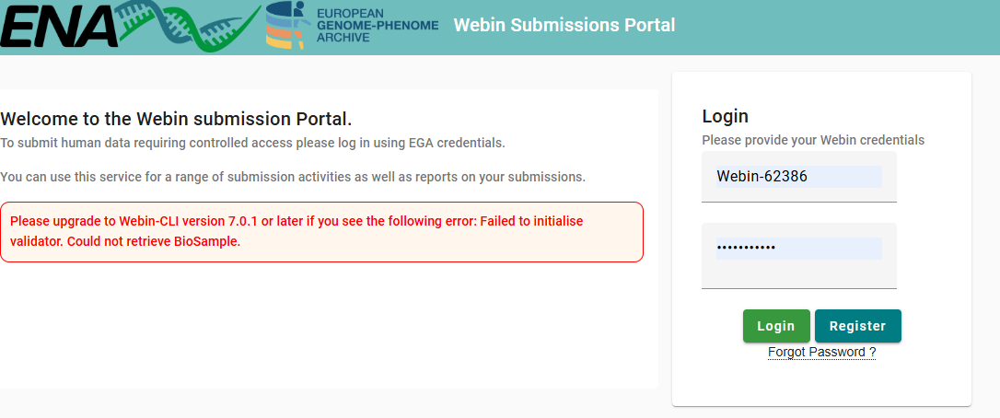 ENA
EUROPEAN
GENOME-PHENOME
ARCHIVE
Webin Submissions Portal
Welcome to the Webin submission Portal.
To submit human data requiring controlled access please log in using EGA credentials.
You can use this service for a range of submission activities as well as reports on your submissions.
Please upgrade to Webin-CLI version 7.0.1 or later if you see the following error: Failed to initialise
validator. Could not retrieve BioSample.
Login
Please provide your Webin credentials
Webin-62386
•••••••••••
Login
Register
Forgot Password ?